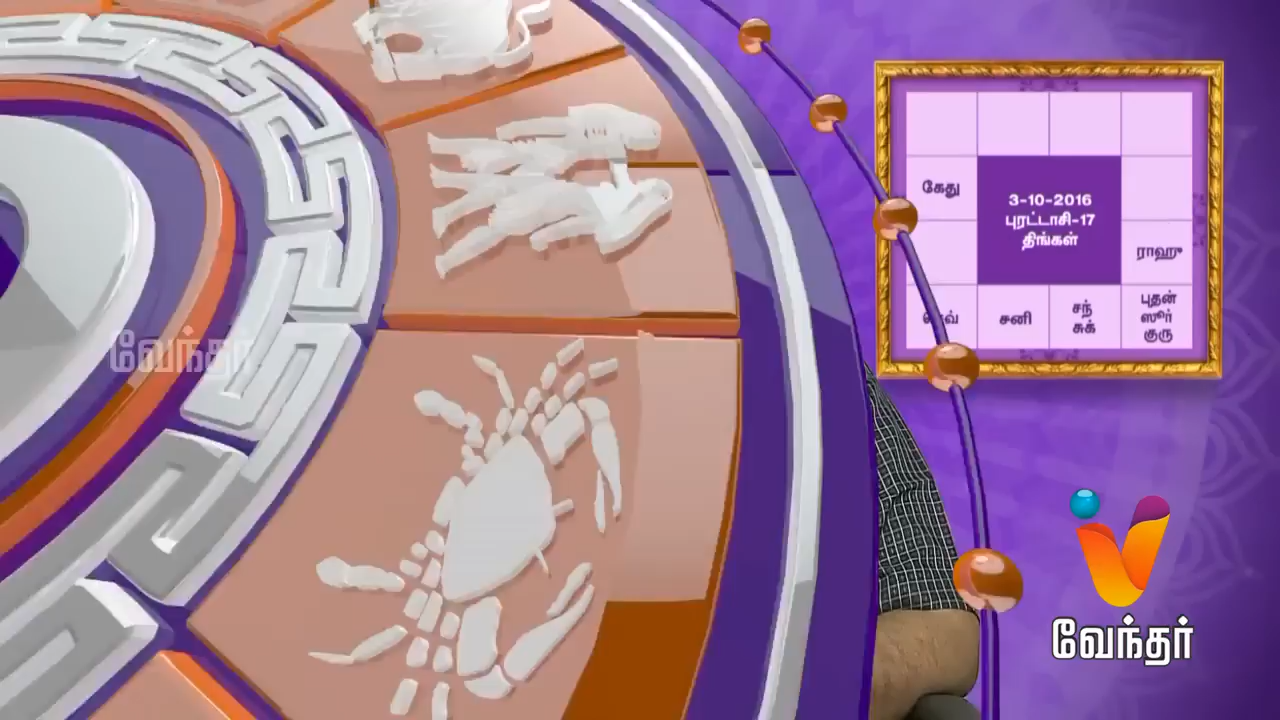 கேது
3-10-2016
புரட்டாசி-17
திங்கள்
ராஹு
சனி
சந்
சுக்
புதன்
ஸூர்
குரு
வேந்தர்
வேந்தர்